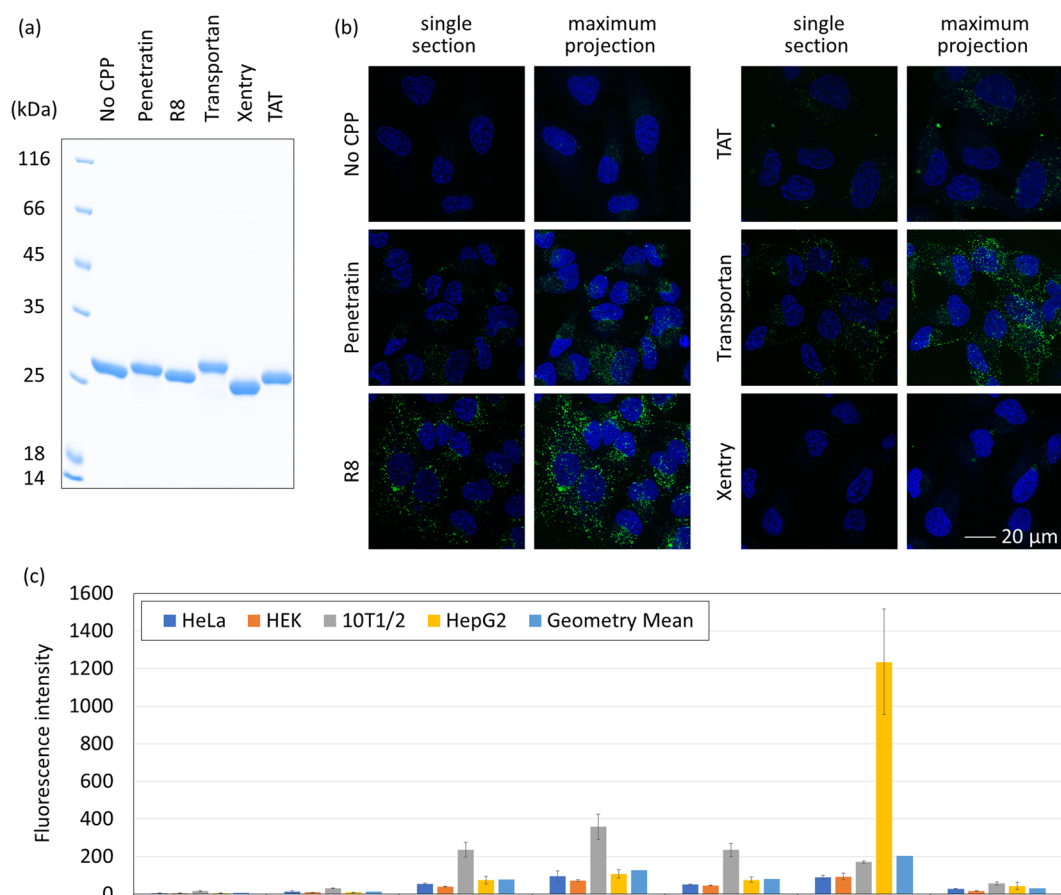 (a)
(kDa)
No CPP
Penetratin
R8
Transportan
Xentry
TAT
116
66
45
35
25
18
14
(b)
single
section
maximum
projection
single
section
maximum
projection
No CPP
TAT
Penetratin
Transportan
R8
Xentry
20 μm
(c)
Fluorescence intensity
1600
1400
1200
1000
800
600
400
200
0
HeLa HEK 10T1/2 HepG2 Geometry Mean